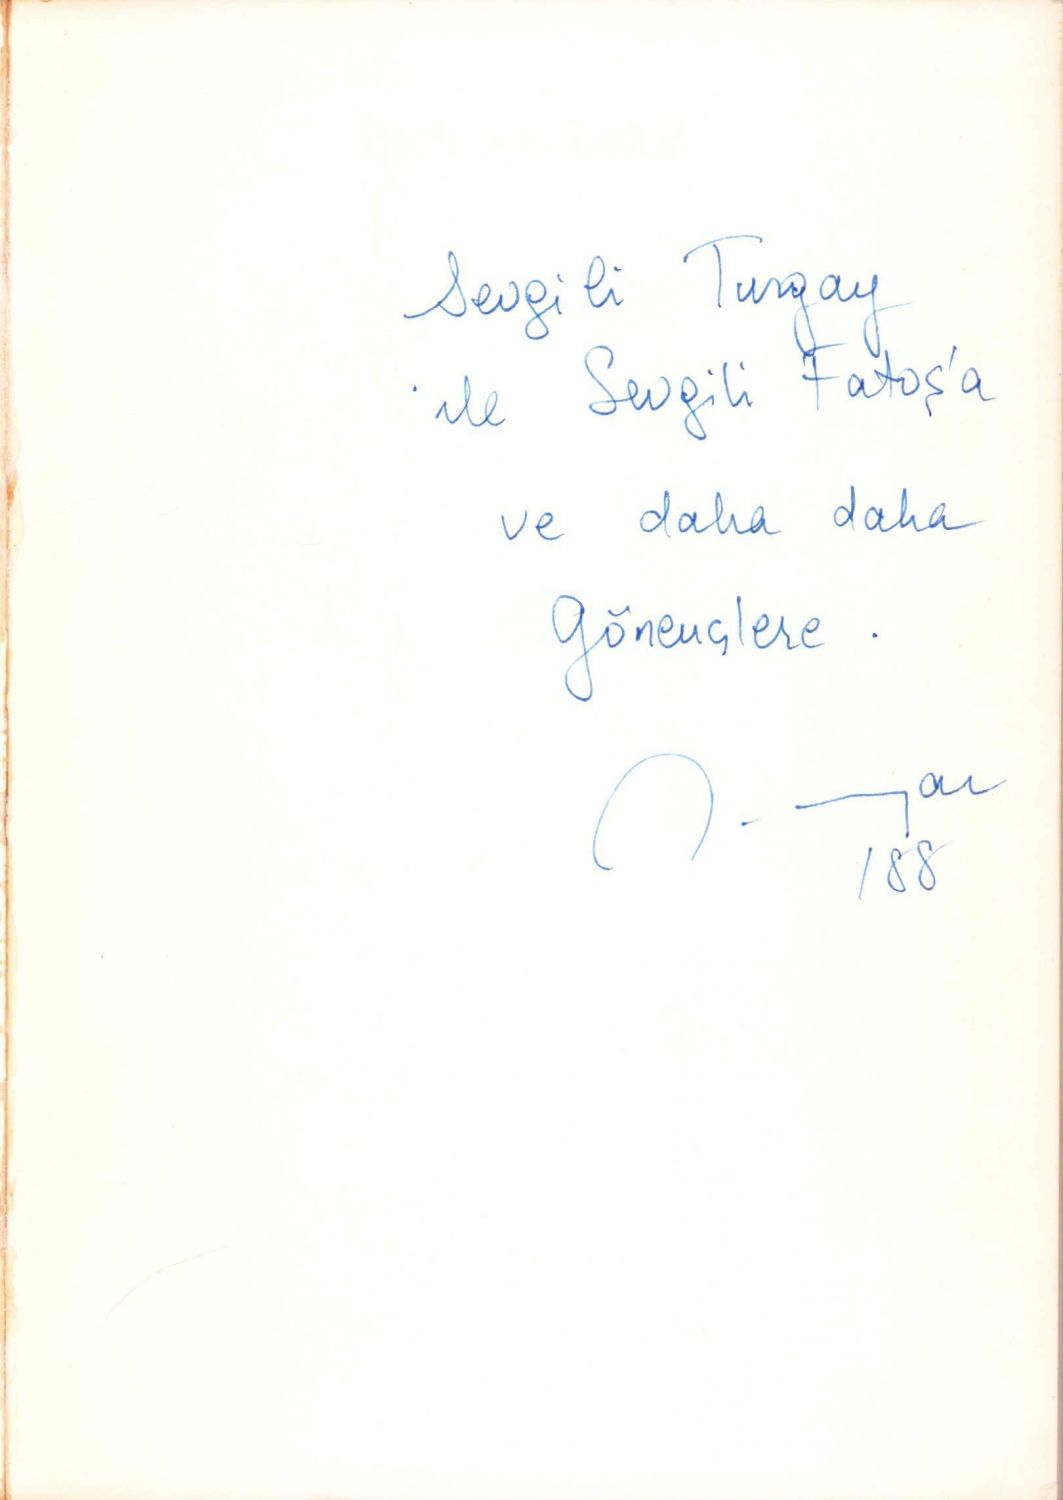 Sevgili Turgay
ile Sevgili Fatoş'a
ve daha daha
Gönençlere.
/88